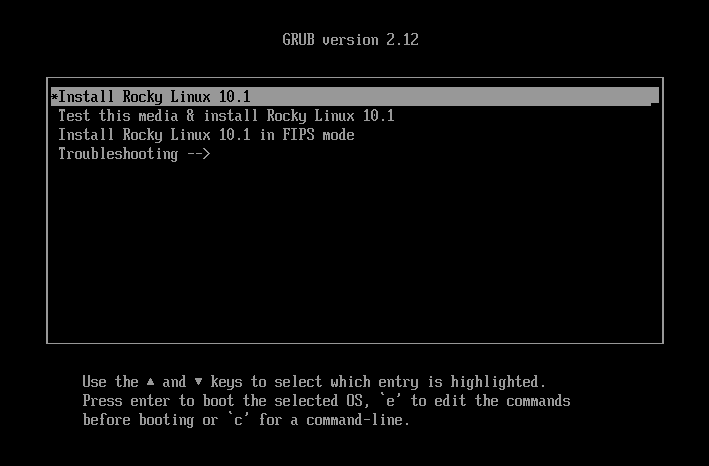 GRUB version 2.12
*Install Rocky Linux 10.1
Test this media & install Rocky Linux 10.1
Install Rocky Linux 10.1 in FIPS mode
Troubleshooting -->
Use the ▲ and ▼ keys to select which entry is highlighted.
Press enter to boot the selected OS, `e' to edit the commands
before booting or `c' for a command-line.